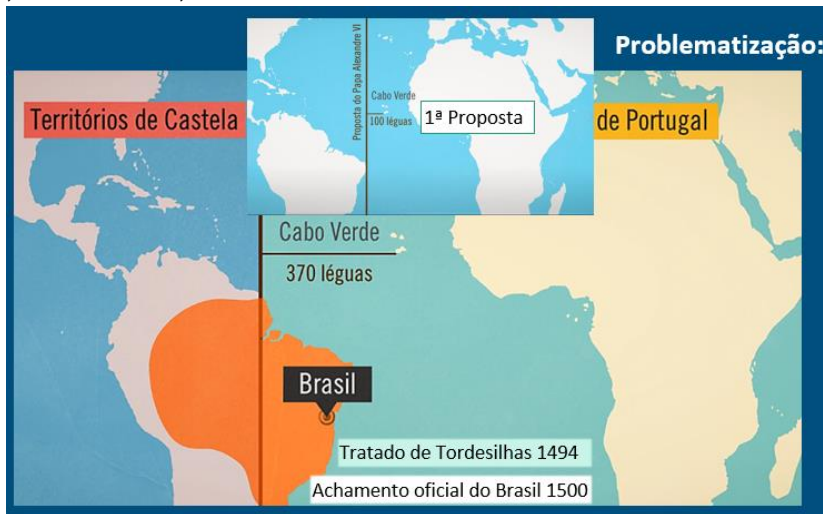 Problematização:
Territórios de Castela
Proposta do Papa Alexandre VI
Cabo Verde
100 léguas
1ª Proposta
de Portugal
Cabo Verde
370 léguas
Brasil
Tratado de Tordesilhas 1494
Achamento oficial do Brasil 1500